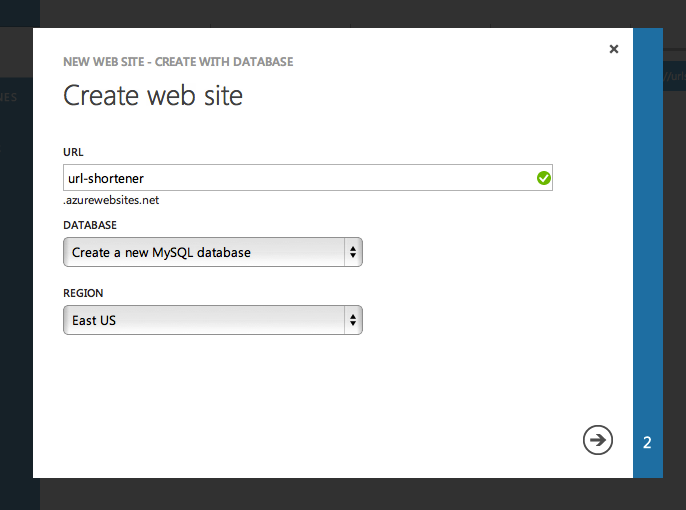 NEW WEB SITE - CREATE WITH DATABASE
Create web site
URL
url-shortener
.azurewebsites.net
DATABASE
Create a new MySQL database
REGION
East US
2